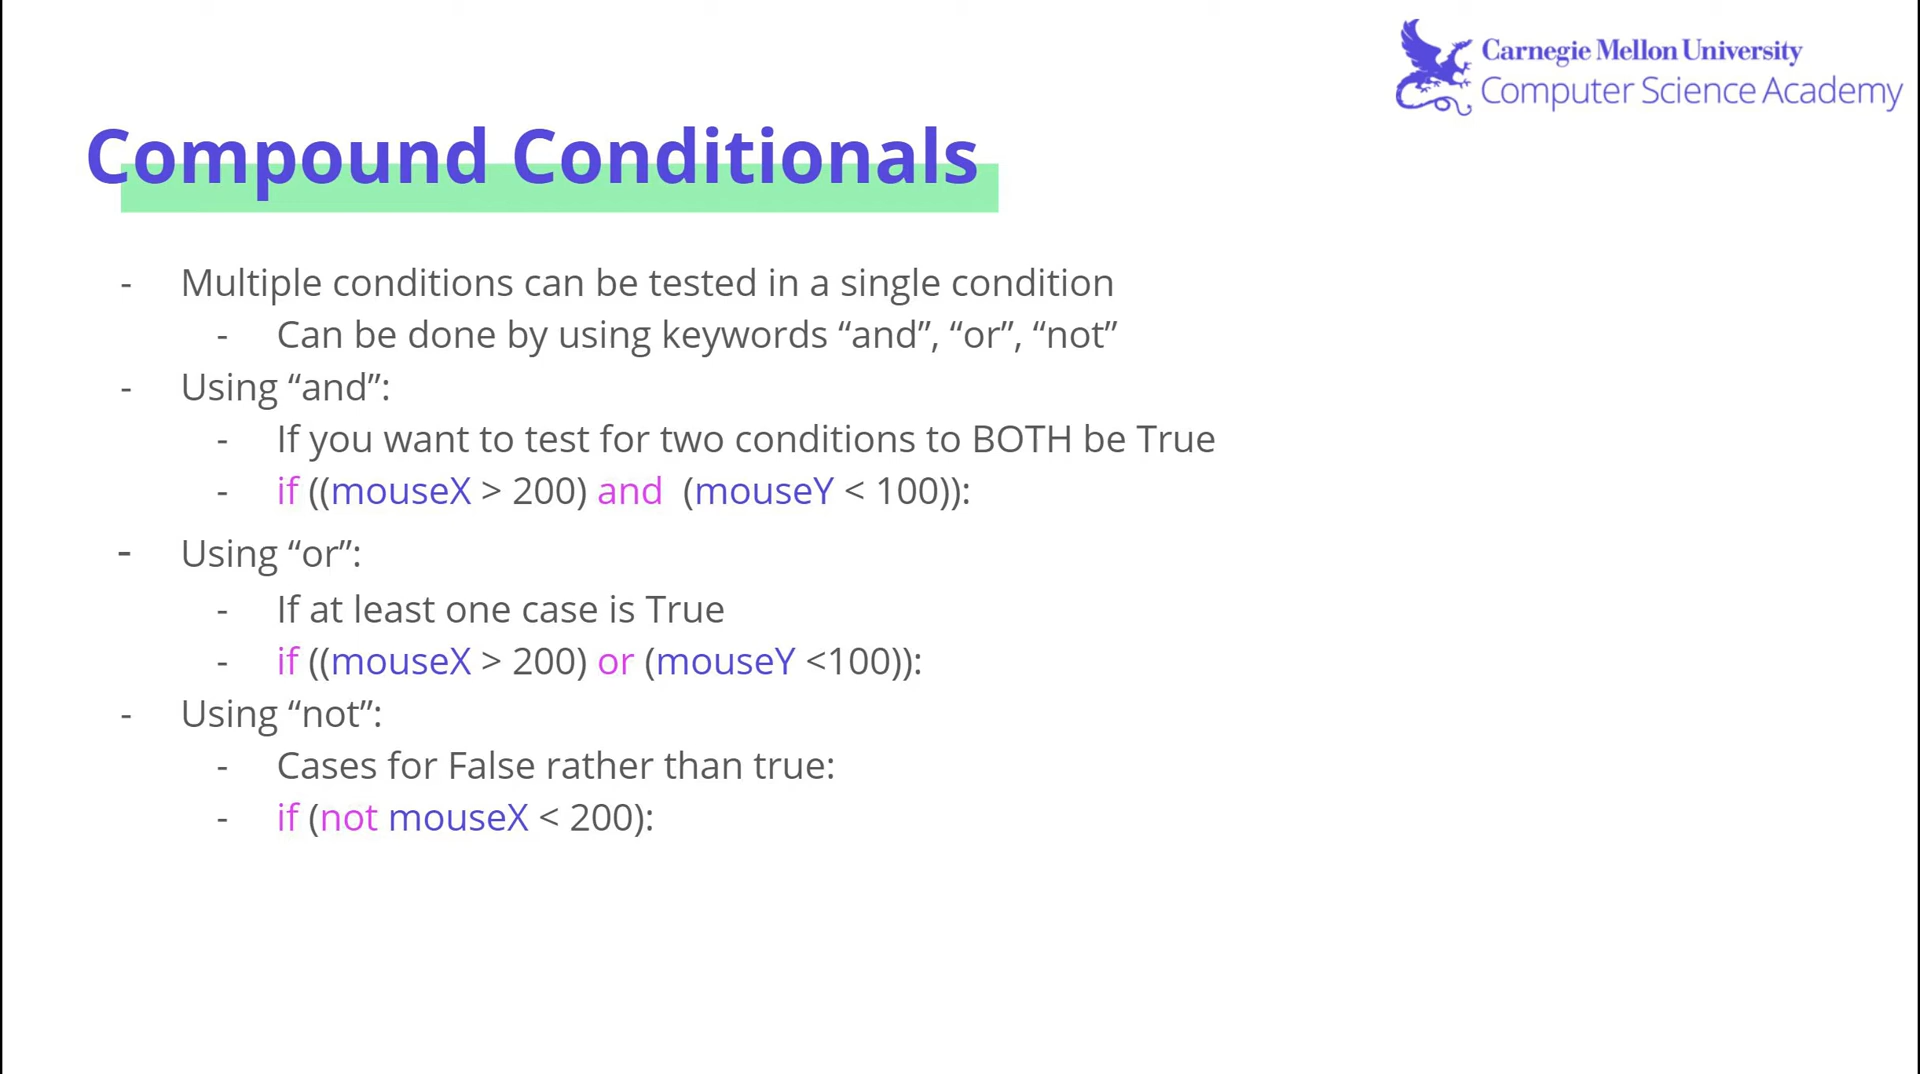 Carnegie Mellon University
Computer Science Academy
Compound Conditionals
- Multiple conditions can be tested in a single condition
- Can be done by using keywords “and”, “or”, “not”
- Using “and”:
- If you want to test for two conditions to BOTH be True
- if ((mouseX > 200) and (mouseY < 100)):
- Using “or”:
- If at least one case is True
- if ((mouseX > 200) or (mouseY <100)):
- Using “not”:
- Cases for False rather than true:
- if (not mouseX < 200):